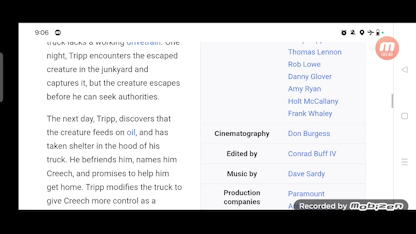 9:06
truck lacks a working drivetrain. One
night, Tripp encounters the escaped
creature in the junkyard and
captures it, but the creature escapes
before he can seek authorities.
The next day, Tripp discovers that
the creature feeds on oil, and has
taken shelter in the hood of his
truck. He befriends him, names him
Creech, and promises to help him
get home. Tripp modifies the truck to
give Creech more control as a
Thomas Lennon
Rob Lowe
Danny Glover
Amy Ryan
Holt McCallany
Frank Whaley
Cinematography Don Burgess
Edited by Conrad Buff IV
Music by Dave Sardy
Production Paramount
companies
Recorded by MOBIZEN